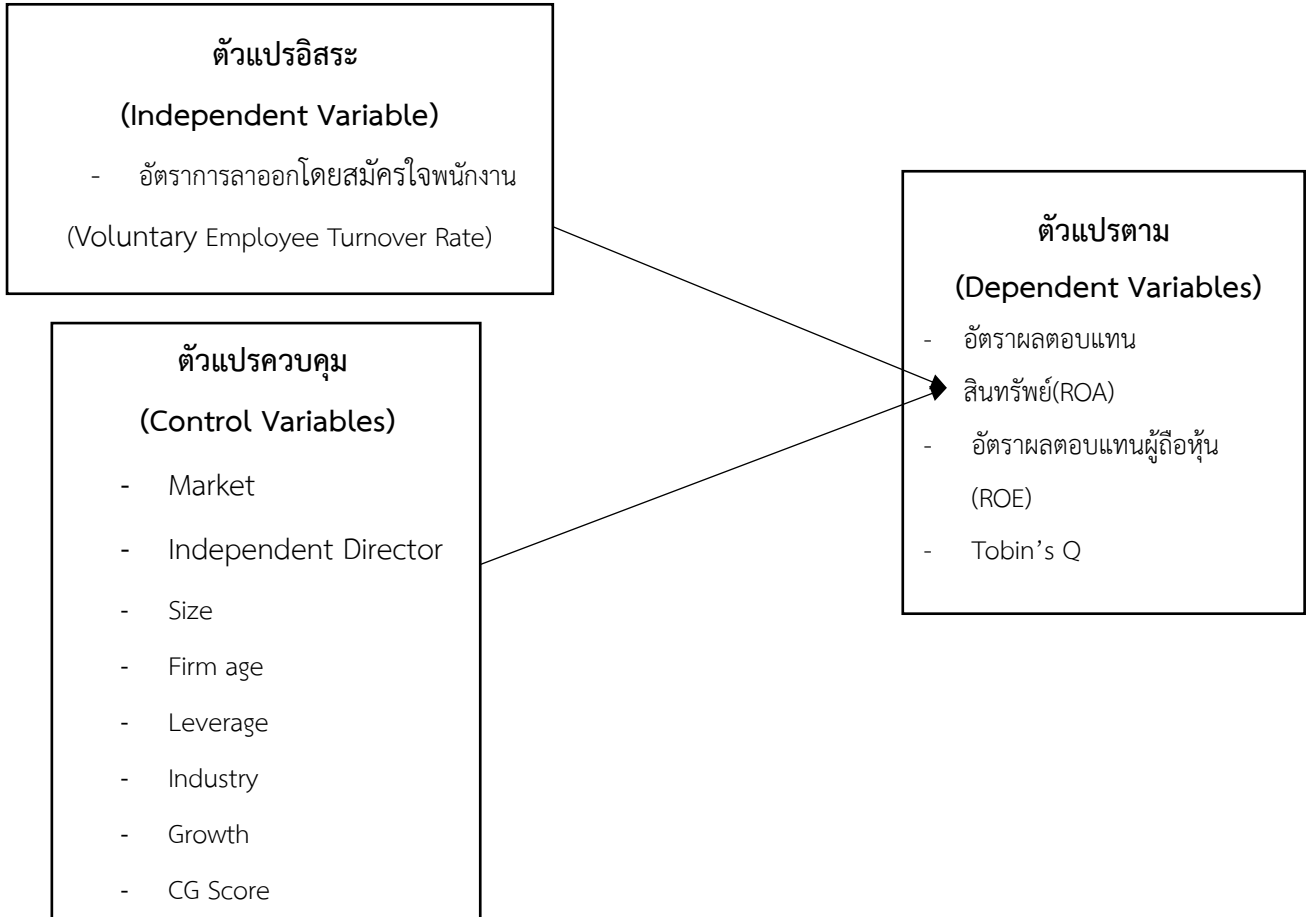 ตัวแปรอิสระ
(Independent Variable)
- อัตราการลาออกโดยสมัครใจพนักงาน
(Voluntary Employee Turnover Rate)
ตัวแปรควบคุม
(Control Variables)
- Market
- Independent Director
- Size
- Firm age
- Leverage
- Industry
- Growth
- CG Score
ตัวแปรตาม
(Dependent Variables)
- อัตราผลตอบแทน
สินทรัพย์(ROA)
- อัตราผลตอบแทนผู้ถือหุ้น
(ROE)
- Tobin’s Q